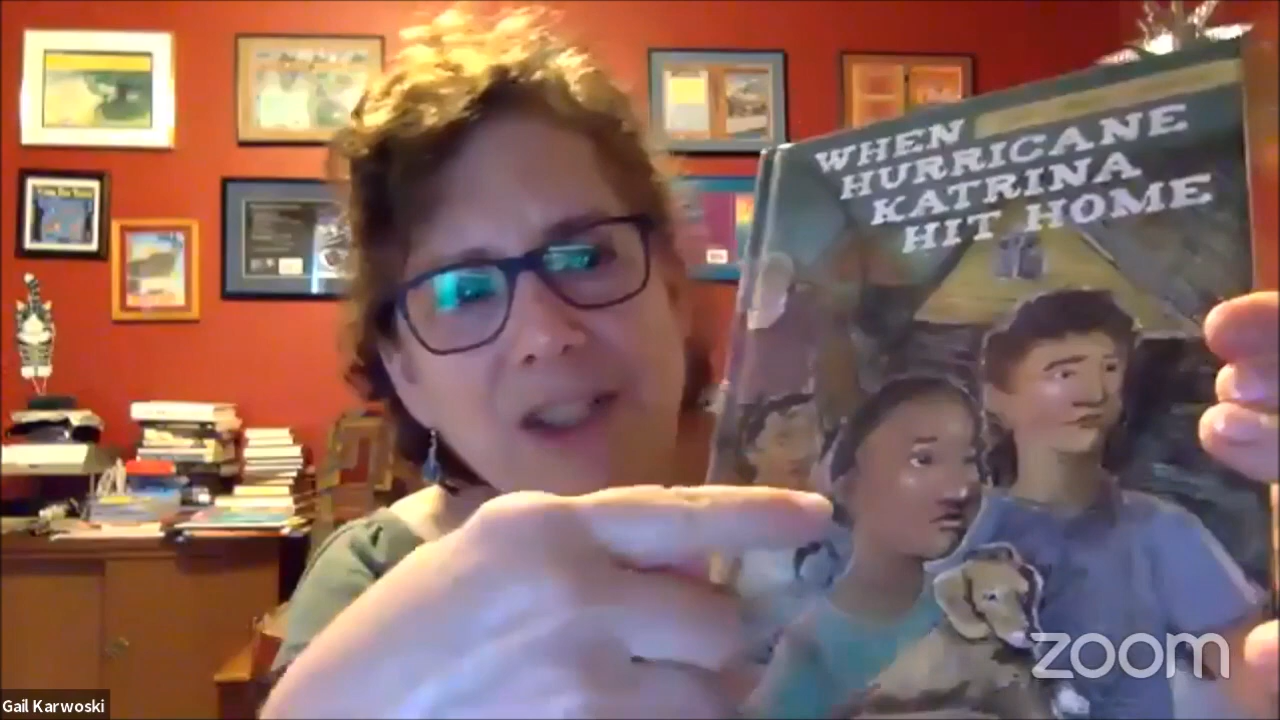 WHEN
HURRICANE
KATRINA
HIT HOME
zoom
Gail Karwoski